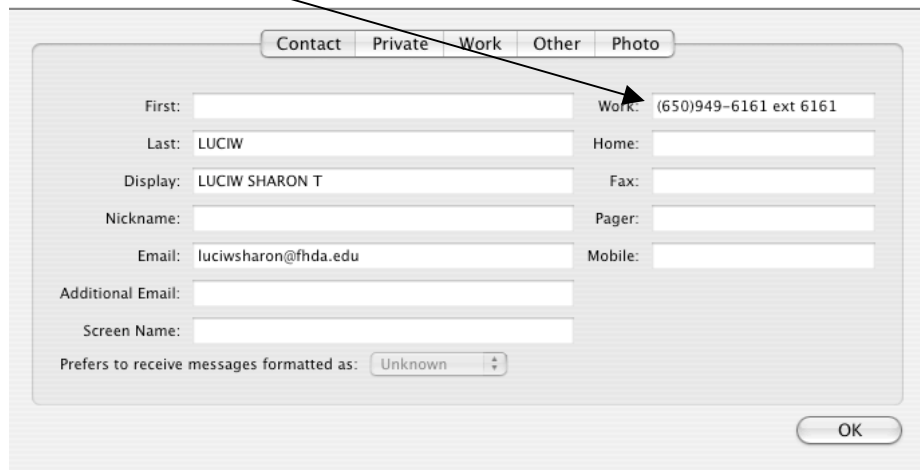 Contact Private Work Other Photo
First: Work: (650)949-6161 ext 6161
Last: LUCIW Home:
Display: LUCIW SHARON T Fax:
Nickname: Pager:
Email: luciwsharon@fhda.edu Mobile:
Additional Email:
Screen Name:
Prefers to receive messages formatted as: Unknown
OK